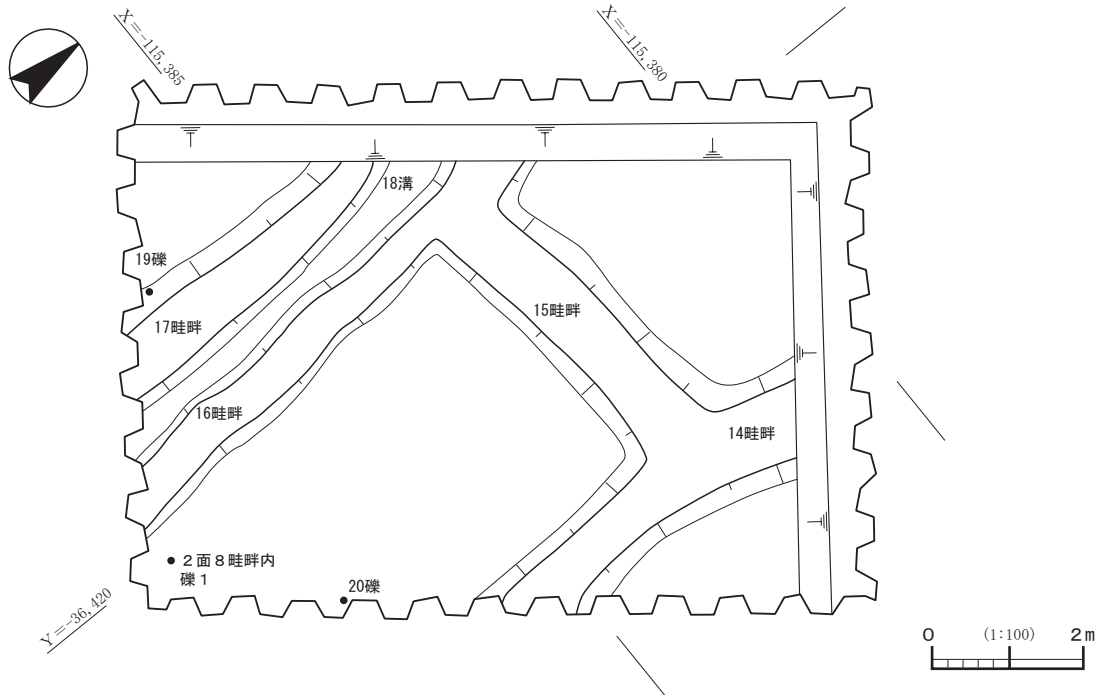 X＝-115,385
X＝-115,380
18溝
19礫
17畦畔
15畦畔
16畦畔
14畦畔
２面８畦畔内
礫１
20礫
Y＝-36,420
0　(1:100)　2m